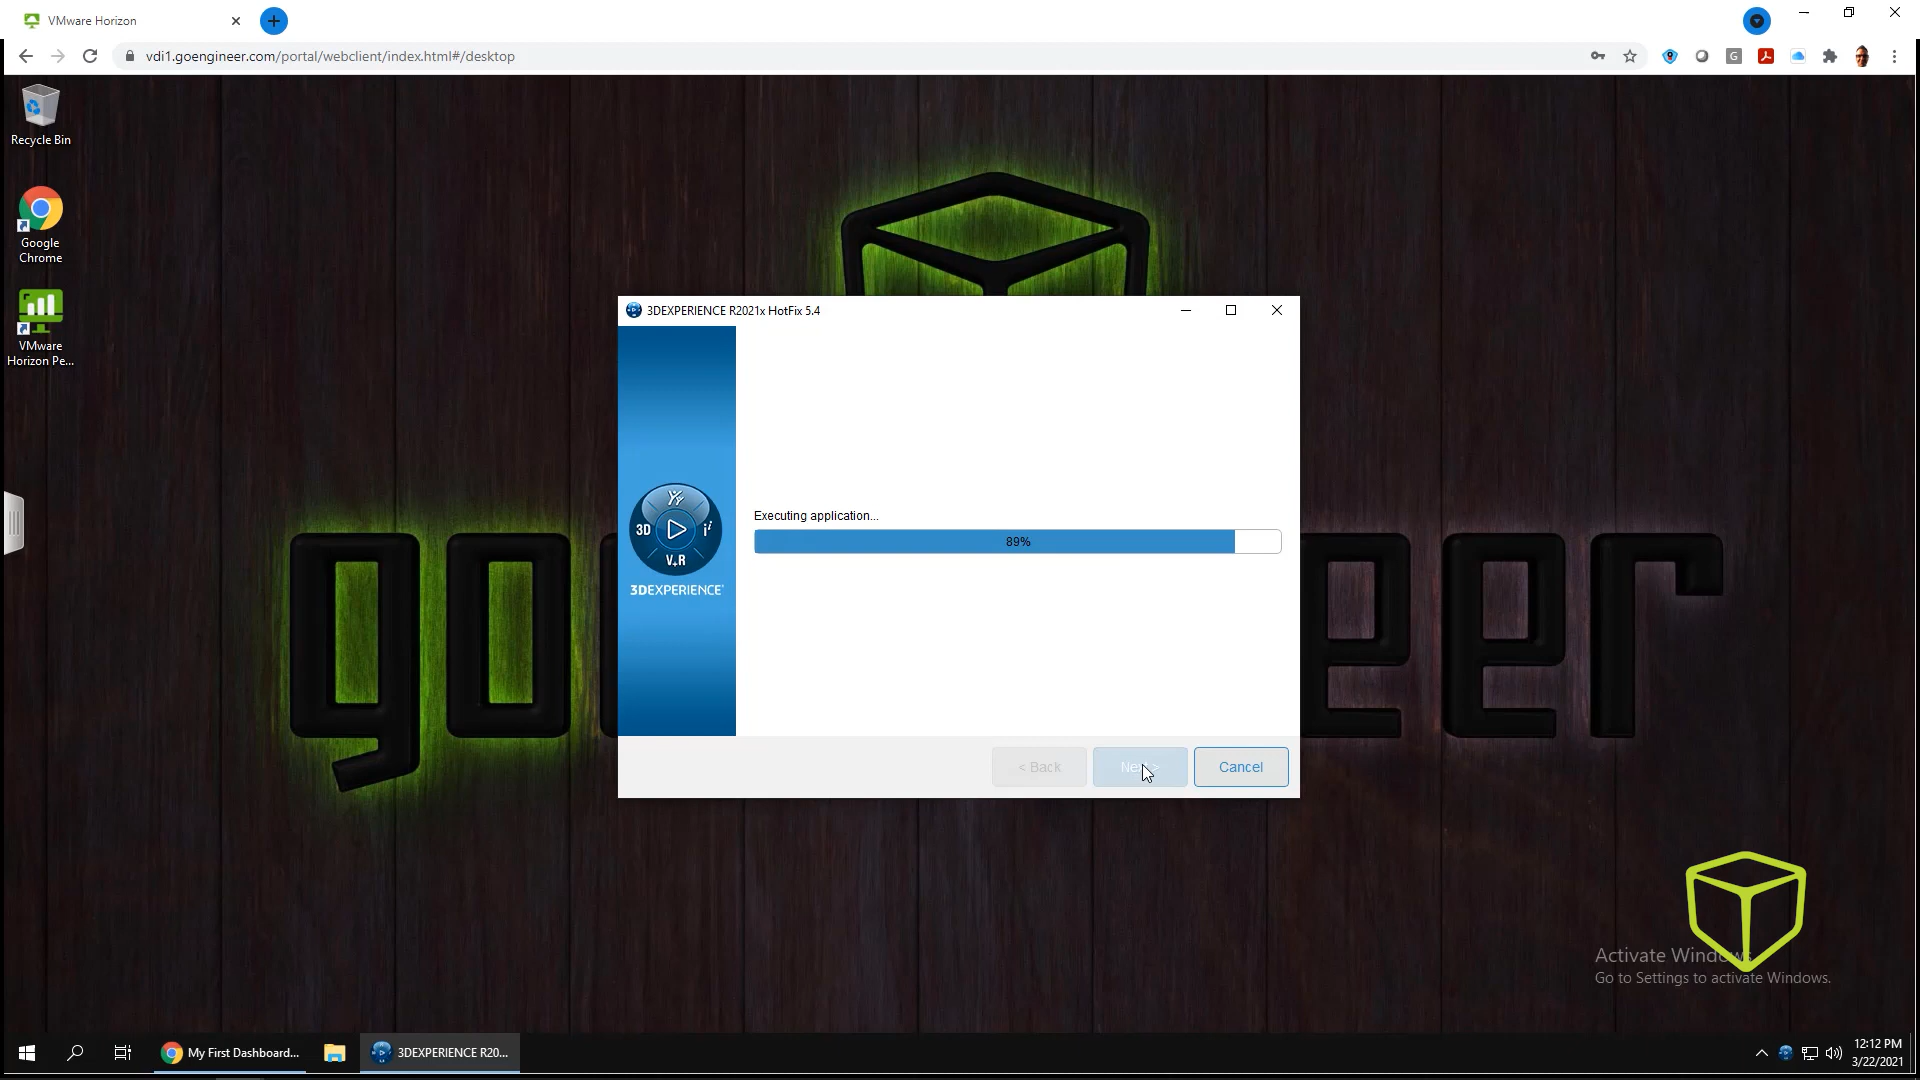 VMware Horizon
vdi1.goengineer.com/portal/webclient/index.html#/desktop
Recycle Bin
Google
Chrome
VMware
Horizon Pe...
3DEXPERIENCE R2021x HotFix 5.4
3D
V+R
3DEXPERIENCE
Executing application...
89%
< Back
Cancel
Activate Windows
Go to Settings to activate Windows.
My First Dashboard...
3DEXPERIENCE R20...
12:12 PM
3/22/2021